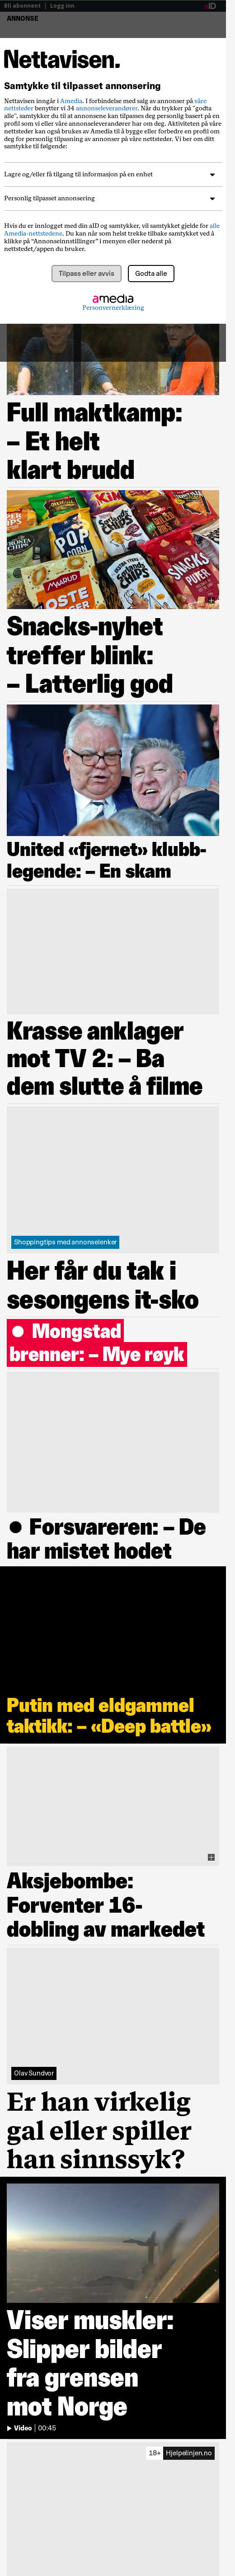 Bli abonnent | Logg inn
aID
ANNONSE
Nettavisen.
Samtykke til tilpasset annonsering
Nettavisen inngår i Amedia. I forbindelse med salg av annonser på våre
nettsteder benytter vi 34 annonseleverandører. Når du trykker på "godta
alle", samtykker du til at annonsene kan tilpasses deg personlig basert på en
profil vi eller våre annonseleverandører har om deg. Aktiviteten på våre
nettsteder kan også brukes av Amedia til å bygge eller forbedre en profil om
deg for personlig tilpasning av annonser på våre nettsteder. Vi ber om ditt
samtykke til følgende:
Lagre og/eller få tilgang til informasjon på en enhet
Personlig tilpasset annonsering
Hvis du er innlogget med din aID og samtykker, vil samtykket gjelde for alle
Amedia-nettstedene. Du kan når som helst trekke tilbake samtykket ved å
klikke på “Annonseinnstillinger” i menyen eller nederst på
nettstedet/appen du bruker.
Tilpass eller avvis
Godta alle
amedia
Personvernerklæring
Full maktkamp:
– Et helt
klart brudd
Snacks-nyhet
treffer blink:
– Latterlig god
United «fjernet» klubb-
legende: – En skam
Krasse anklager
mot TV 2: – Ba
dem slutte å filme
Shoppingtips med annonselenker
Her får du tak i
sesongens it-sko
Mongstad
brenner: – Mye røyk
Forsvareren: – De
har mistet hodet
Putin med eldgammel
taktikk: – «Deep battle»
Aksjebombe:
Forventer 16-
dobling av markedet
Olav Sundvor
Er han virkelig
gal eller spiller
han sinnssyk?
Viser muskler:
Slipper bilder
fra grensen
mot Norge
Video | 00:45
18+ Hjelpelinjen.no